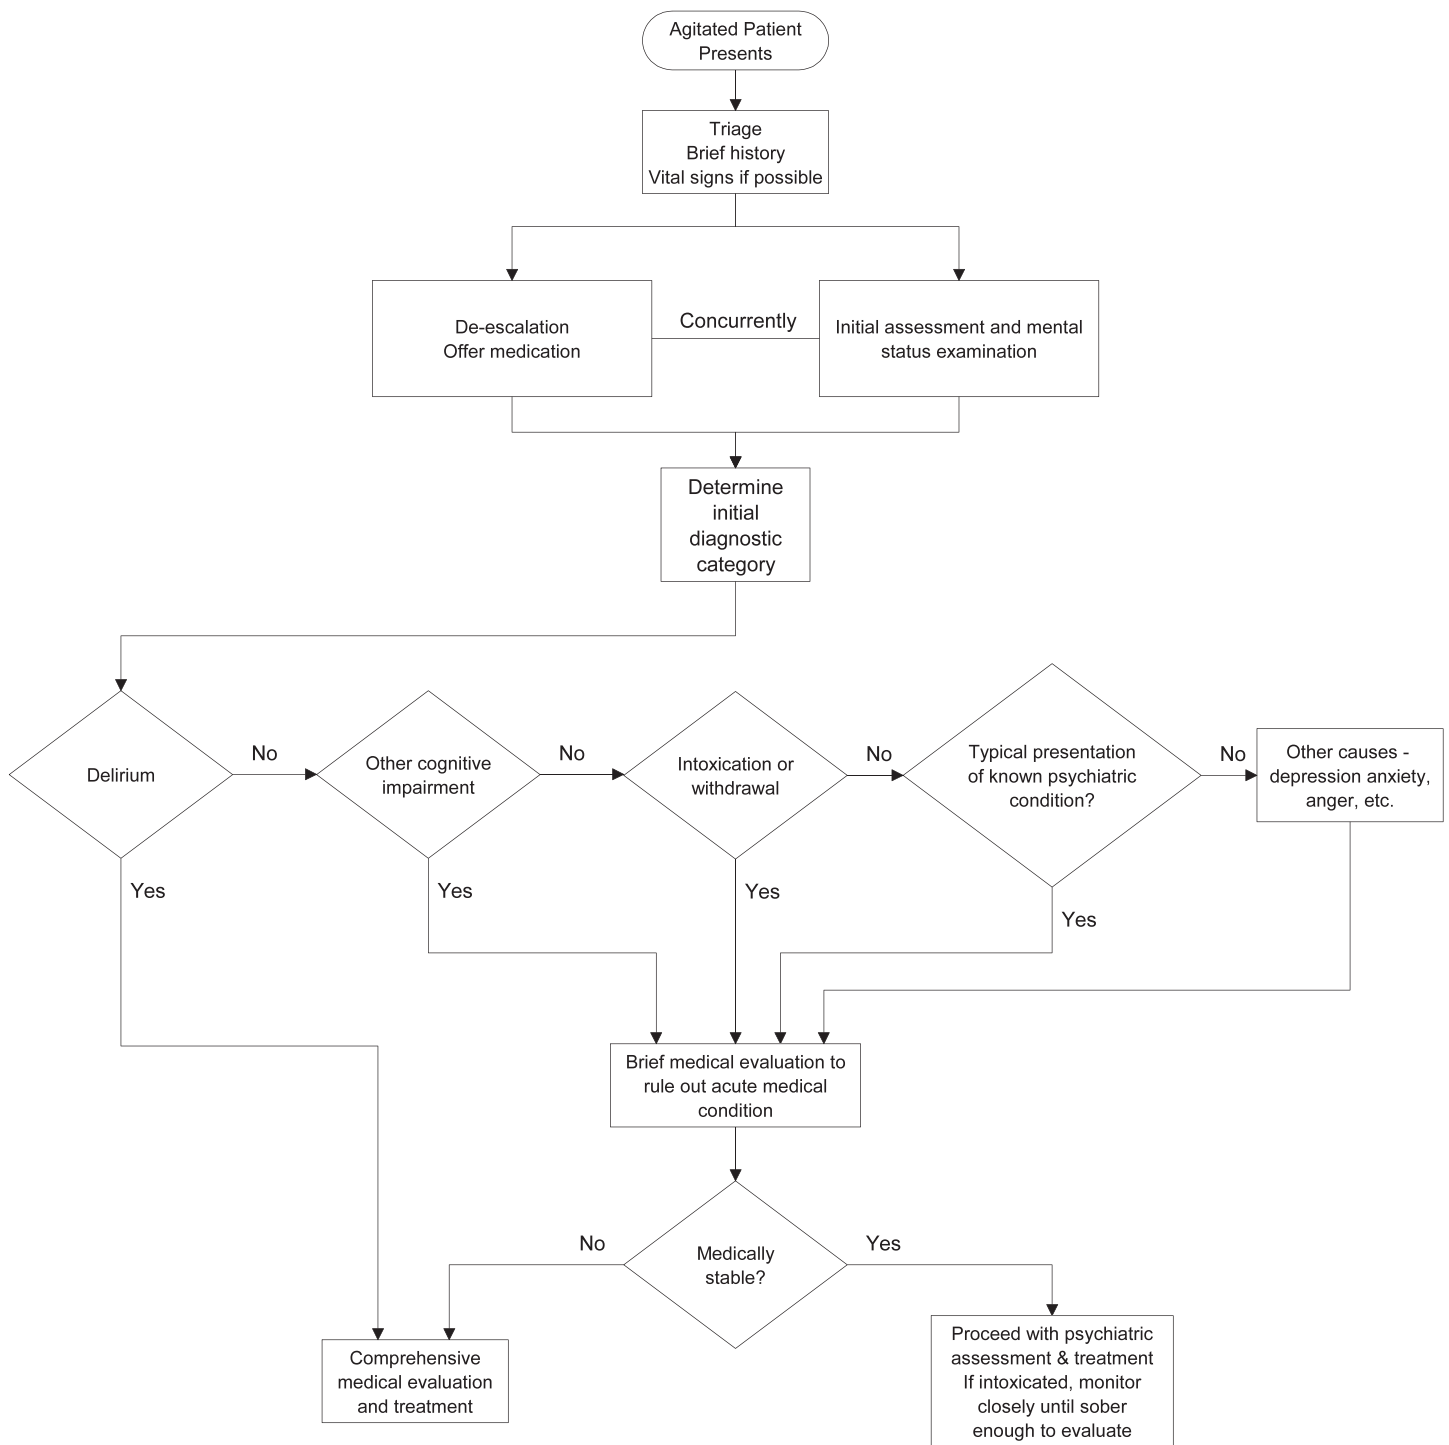 Agitated Patient
Presents
Triage
Brief history
Vital signs if possible
De-escalation
Offer medication
Concurrently
Initial assessment and mental
status examination
Determine
initial
diagnostic
category
Delirium
No
Other cognitive
impairment
No
Intoxication or
withdrawal
No
Typical presentation
of known psychiatric
condition?
No
Other causes -
depression anxiety,
anger, etc.
Yes
Yes
Yes
Yes
Brief medical evaluation to
rule out acute medical
condition
No
Medically
stable?
Yes
Comprehensive
medical evaluation
and treatment
Proceed with psychiatric
assessment & treatment
If intoxicated, monitor
closely until sober
enough to evaluate